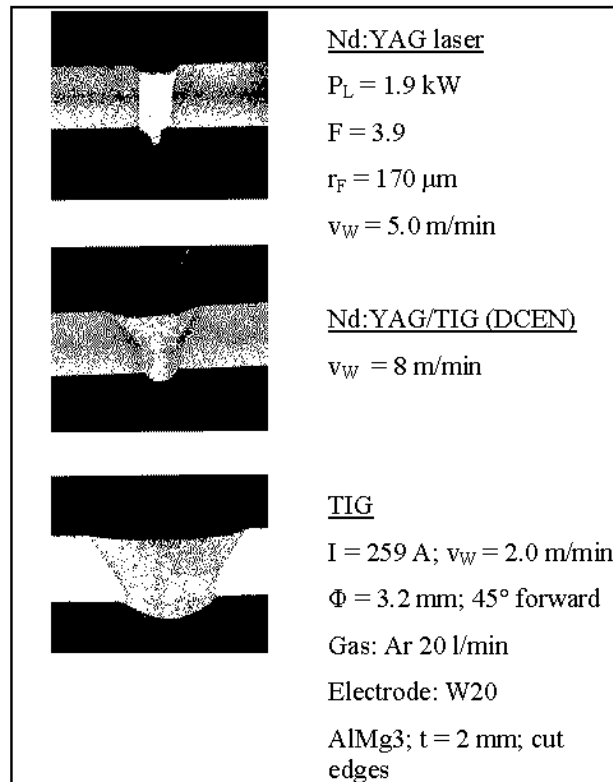 Nd:YAG laser
P_L = 1.9 kW
F = 3.9
r_F = 170 µm
v_W = 5.0 m/min
Nd:YAG/TIG (DCEN)
v_W = 8 m/min
TIG
I = 259 A; v_W = 2.0 m/min
Φ = 3.2 mm; 45° forward
Gas: Ar 20 l/min
Electrode: W20
AlMg3; t = 2 mm; cut
edges